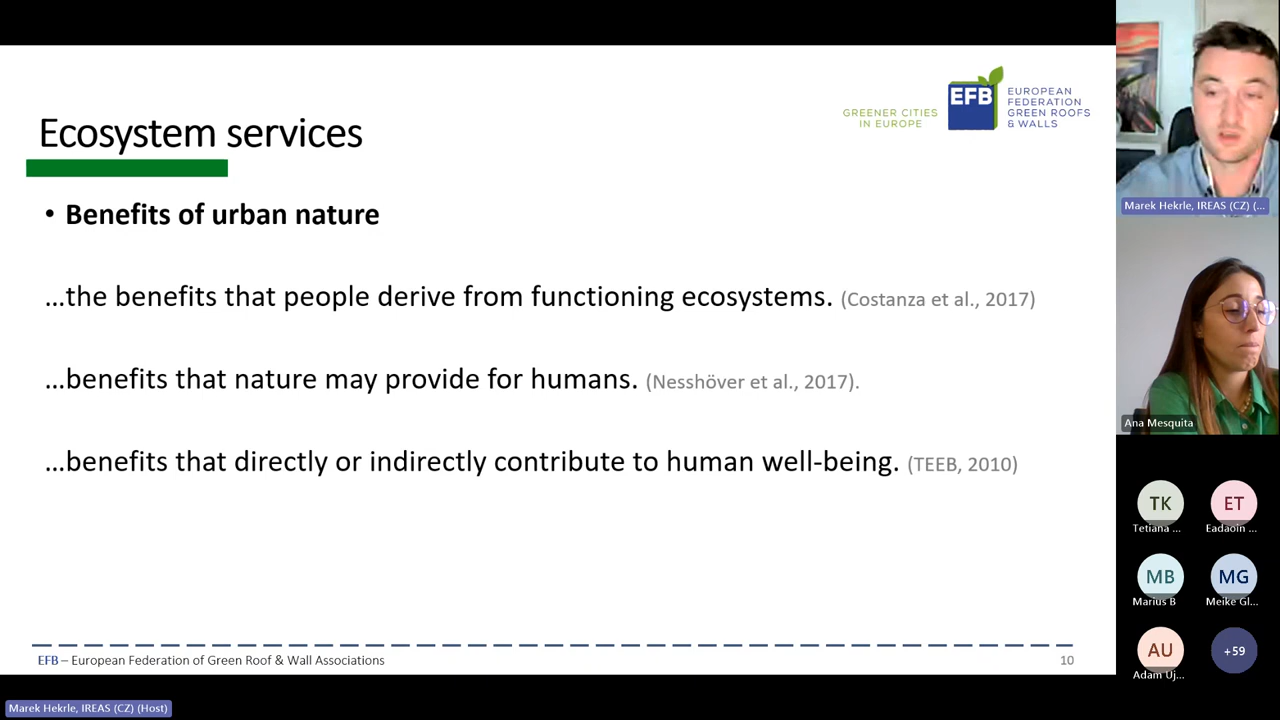 GREENER CITIES
IN EUROPE
EFB
EUROPEAN
FEDERATION
GREEN ROOFS
& WALLS
Ecosystem services
• Benefits of urban nature
...the benefits that people derive from functioning ecosystems. (Costanza et al., 2017)
...benefits that nature may provide for humans. (Nesshöver et al., 2017).
...benefits that directly or indirectly contribute to human well-being. (TEEB, 2010)
EFB – European Federation of Green Roof & Wall Associations
10
Marek Hekrle, IREAS (CZ) (Host)
Marek Hekrle, IREAS (CZ) (...
Ana Mesquita
TK
ET
Tetiana ...
Eadaoin ...
MB
MG
Marius B
Meike Gl...
AU
+59
Adam Uj...